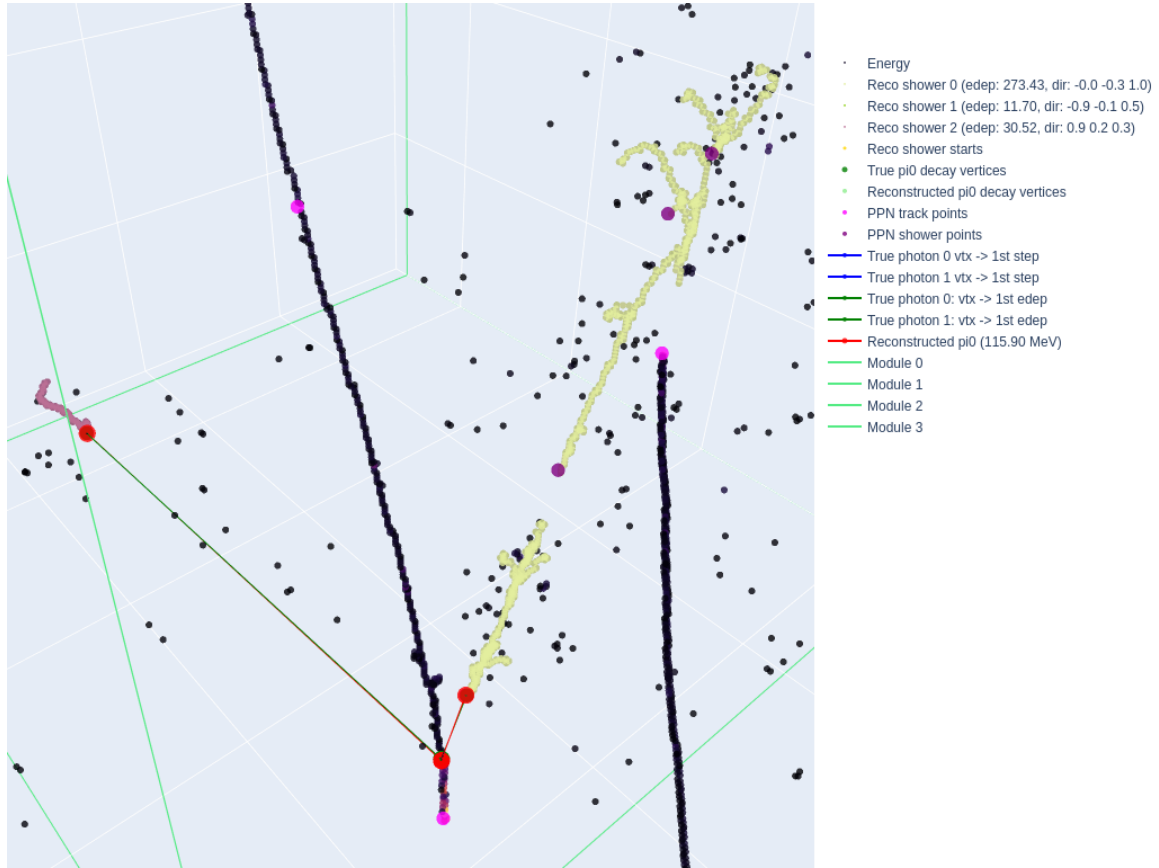 Energy
Reco shower 0 (edep: 273.43, dir: -0.0 -0.3 1.0)
Reco shower 1 (edep: 11.70, dir: -0.9 -0.1 0.5)
Reco shower 2 (edep: 30.52, dir: 0.9 0.2 0.3)
Reco shower starts
True pi0 decay vertices
Reconstructed pi0 decay vertices
PPN track points
PPN shower points
True photon 0 vtx -> 1st step
True photon 1 vtx -> 1st step
True photon 0: vtx -> 1st edep
True photon 1: vtx -> 1st edep
Reconstructed pi0 (115.90 MeV)
Module 0
Module 1
Module 2
Module 3